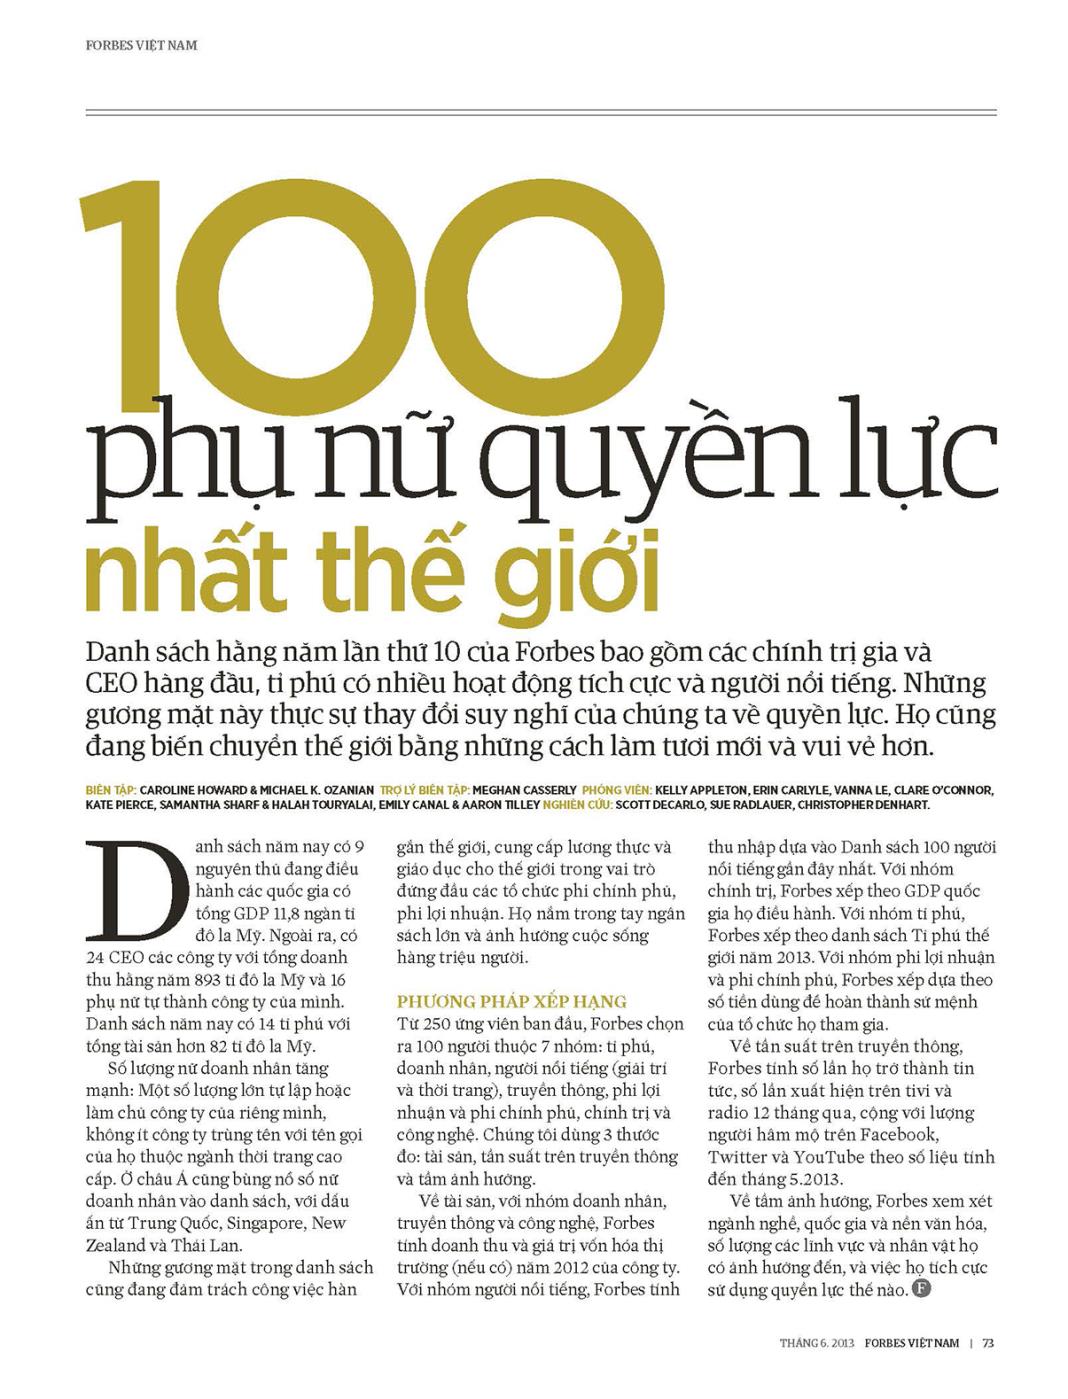 FORBES VIỆT NAM
100
phụ nữ quyền lực
nhất thế giới
Danh sách hằng năm lần thứ 10 của Forbes bao gồm các chính trị gia và
CEO hàng đầu, tỉ phú có nhiều hoạt động tích cực và người nổi tiếng. Những
gương mặt này thực sự thay đổi suy nghĩ của chúng ta về quyền lực. Họ cũng
đang biến chuyển thế giới bằng những cách làm tươi mới và vui vẻ hơn.
BIÊN TẬP: CAROLINE HOWARD & MICHAEL K. OZANIAN TRỢ LÝ BIÊN TẬP: MEGHAN CASSERLY PHÓNG VIÊN: KELLY APPLETON, ERIN CARLYLE, VANNA LE, CLARE O'CONNOR,
KATE PIERCE, SAMANTHA SHARF & HALAH TOURYALAI, EMILY CANAL & AARON TILLEY NGHIÊN CỨU: SCOTT DECARLO, SUE RADLAUER, CHRISTOPHER DENHART.
Danh sách năm nay có 9
nguyên thủ đang điều
hành các quốc gia có
tổng GDP 11,8 ngàn tỉ
đô la Mỹ. Ngoài ra, có
24 CEO các công ty với tổng doanh
thu hằng năm 893 tỉ đô la Mỹ và 16
phụ nữ tự thành công ty của mình.
Danh sách năm nay có 14 tỉ phú với
tổng tài sản hơn 82 tỉ đô la Mỹ.
Số lượng nữ doanh nhân tăng
mạnh: Một số lượng lớn tự lập hoặc
làm chủ công ty của riêng mình,
không ít công ty trùng tên với tên gọi
của họ thuộc ngành thời trang cao
cấp. Ở châu Á cũng bùng nổ số nữ
doanh nhân vào danh sách, với dấu
ấn từ Trung Quốc, Singapore, New
Zealand và Thái Lan.
Những gương mặt trong danh sách
cũng đang đảm trách công việc hàn
gắn thế giới, cung cấp lương thực và
giáo dục cho thế giới trong vai trò
đứng đầu các tổ chức phi chính phủ,
phi lợi nhuận. Họ nắm trong tay ngân
sách lớn và ảnh hưởng cuộc sống
hàng triệu người.
PHƯƠNG PHÁP XẾP HẠNG
Từ 250 ứng viên ban đầu, Forbes chọn
ra 100 người thuộc 7 nhóm: tỉ phú,
doanh nhân, người nổi tiếng (giải trí
và thời trang), truyền thông, phi lợi
nhuận và phi chính phủ, chính trị và
công nghệ. Chúng tôi dùng 3 thước
đo: tài sản, tần suất trên truyền thông
và tầm ảnh hưởng.
Về tài sản, với nhóm doanh nhân,
truyền thông và công nghệ, Forbes
tính doanh thu và giá trị vốn hóa thị
trường (nếu có) năm 2012 của công ty.
Với nhóm người nổi tiếng, Forbes tính
thu nhập dựa vào Danh sách 100 người
nổi tiếng gần đây nhất. Với nhóm
chính trị, Forbes xếp theo GDP quốc
gia họ điều hành. Với nhóm tỉ phú,
Forbes xếp theo danh sách Tỉ phú thế
giới năm 2013. Với nhóm phi lợi nhuận
và phi chính phủ, Forbes xếp dựa theo
số tiền dùng để hoàn thành sứ mệnh
của tổ chức họ tham gia.
Về tần suất trên truyền thông,
Forbes tính số lần họ trở thành tin
tức, số lần xuất hiện trên tivi và
radio 12 tháng qua, cộng với lượng
người hâm mộ trên Facebook,
Twitter và YouTube theo số liệu tính
đến tháng 5.2013.
Về tầm ảnh hưởng, Forbes xem xét
ngành nghề, quốc gia và nền văn hóa,
số lượng các lĩnh vực và nhân vật họ
có ảnh hưởng đến, và việc họ tích cực
sử dụng quyền lực thế nào. F
THÁNG 6. 2013 FORBES VIỆT NAM | 73